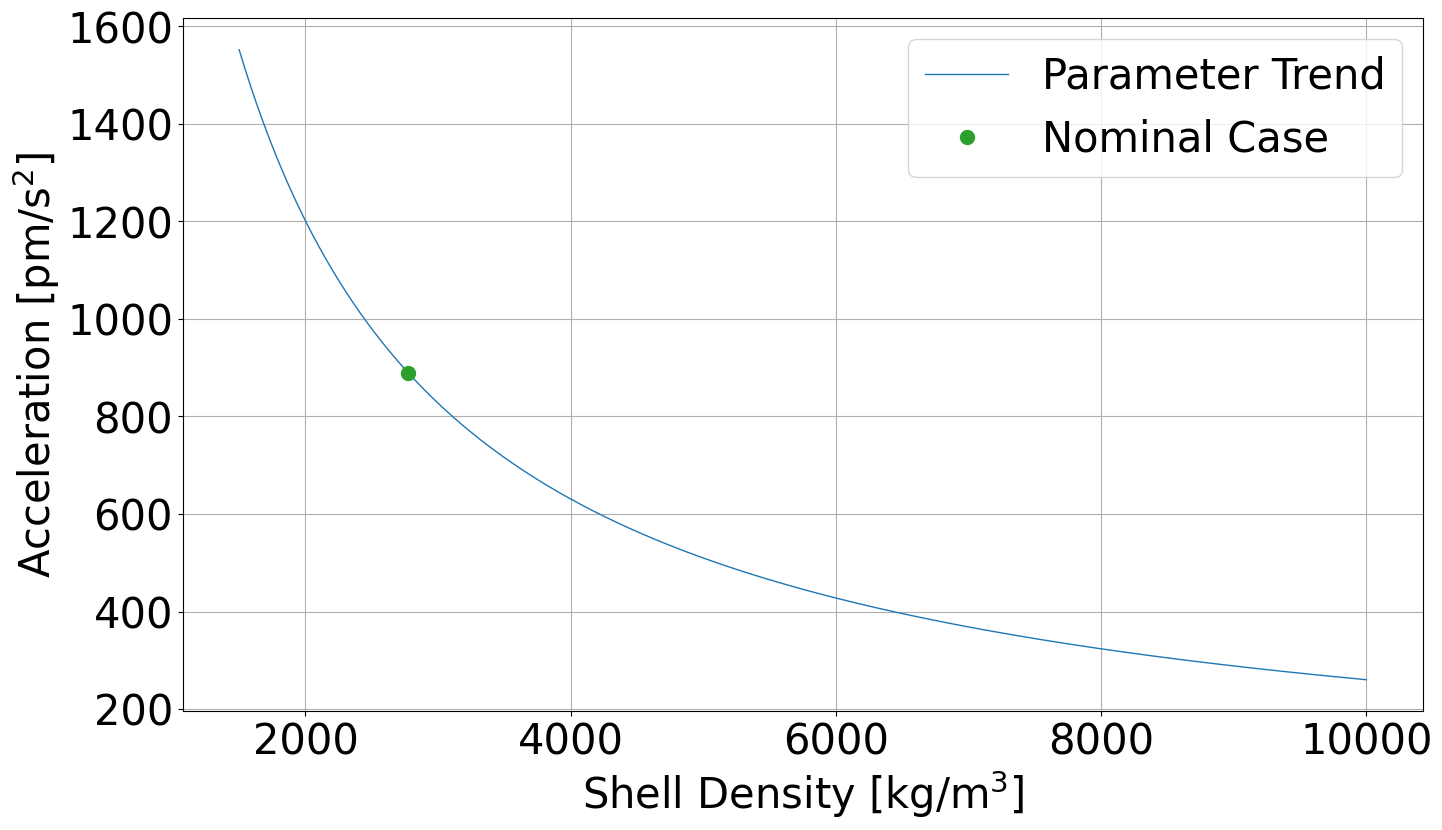 1600
1400
1200
1000
800
600
400
200
Acceleration [pm/s²]
Parameter Trend
Nominal Case
2000 4000 6000 8000 10000
Shell Density [kg/m³]